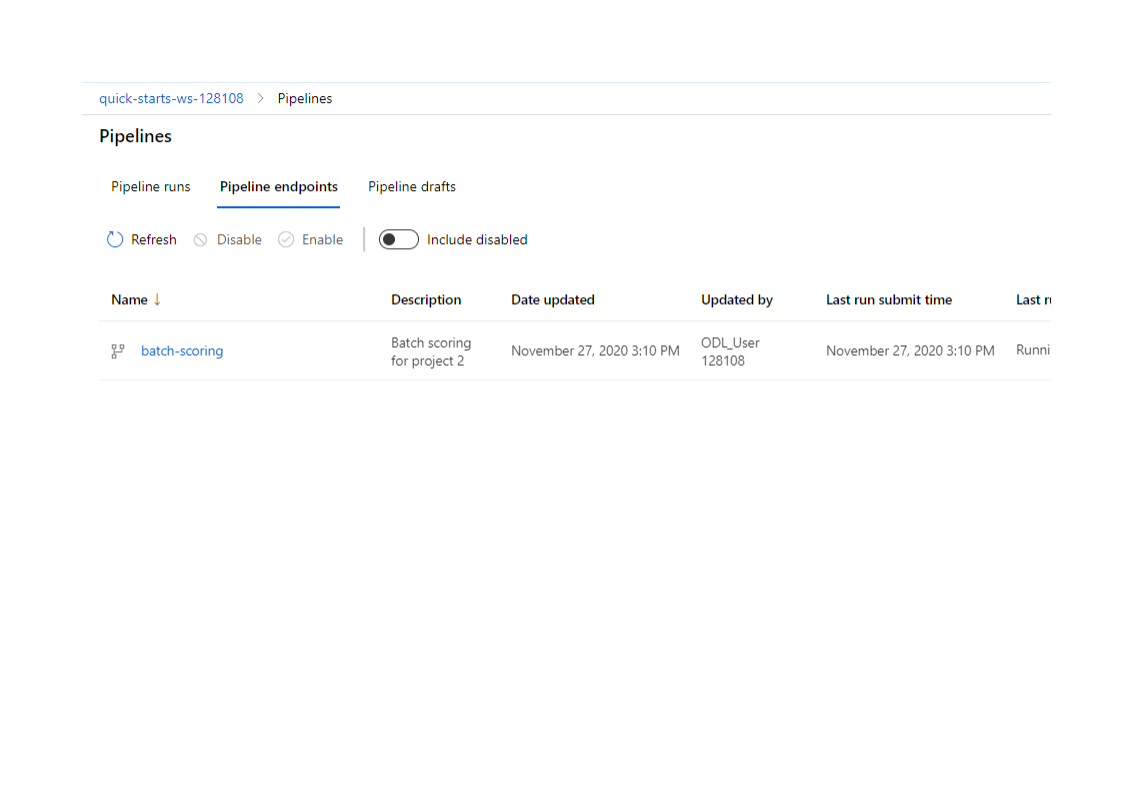 quick-starts-ws-128108 > Pipelines
Pipelines
Pipeline runs Pipeline endpoints Pipeline drafts
Refresh Disable Enable Include disabled
Name ↓ Description Date updated Updated by Last run submit time Last
batch-scoring Batch scoring for project 2 November 27, 2020 3:10 PM ODL_User 128108 November 27, 2020 3:10 PM Runni